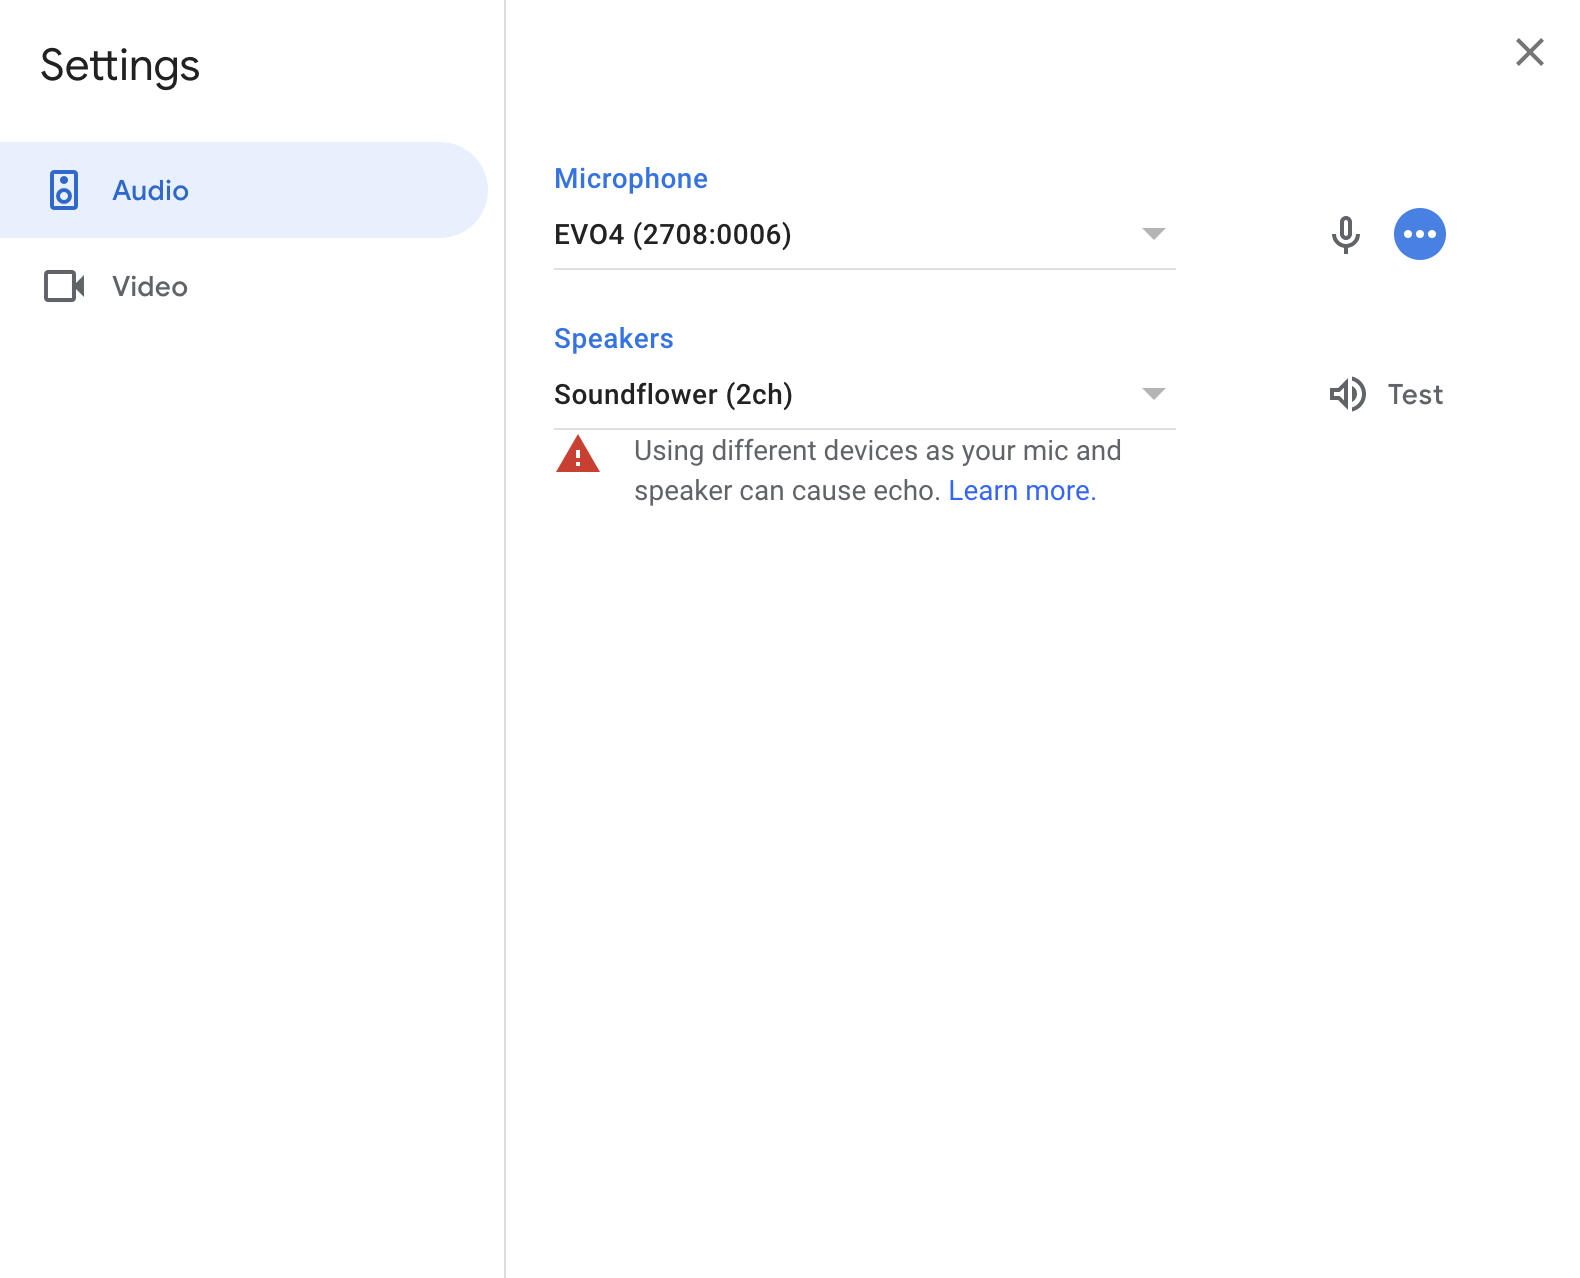 Settings
Audio
Video
Microphone
EVO4 (2708:0006)
Speakers
Soundflower (2ch)
Test
Using different devices as your mic and
speaker can cause echo. Learn more.